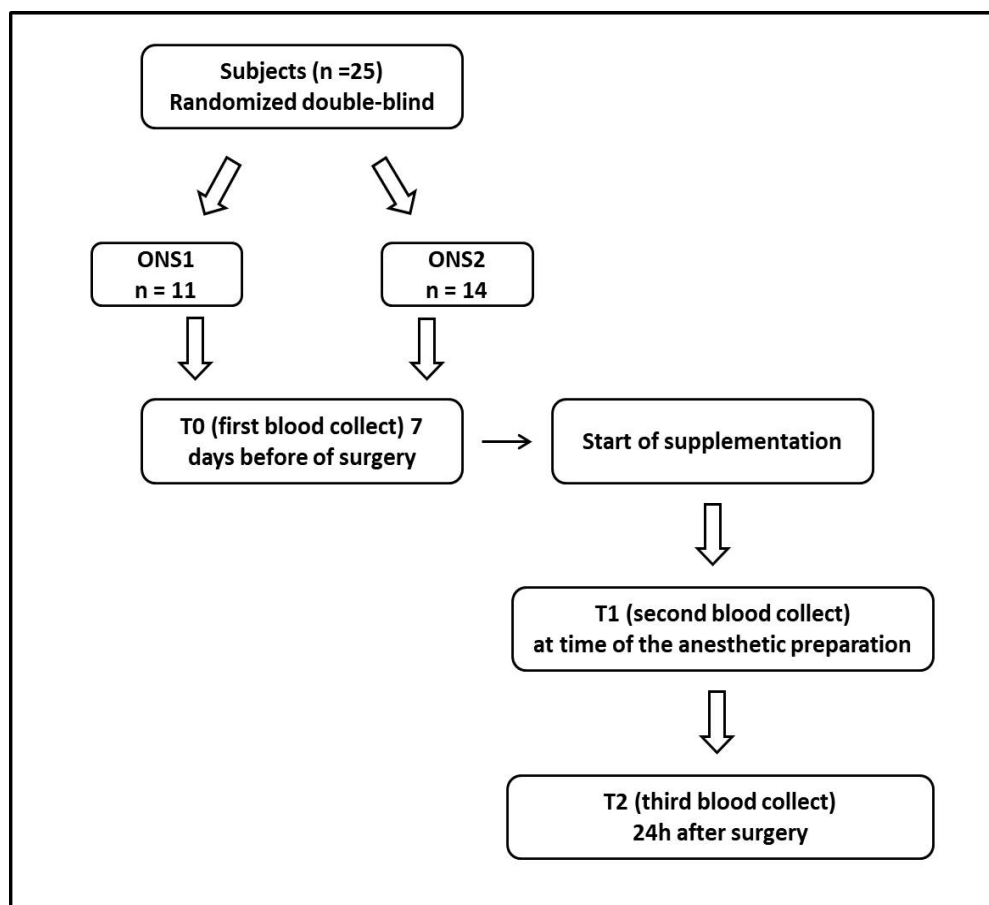 Subjects (n =25)
Randomized double-blind
ONS1
n = 11
ONS2
n = 14
T0 (first blood collect) 7
days before of surgery
Start of supplementation
T1 (second blood collect)
at time of the anesthetic preparation
T2 (third blood collect)
24h after surgery